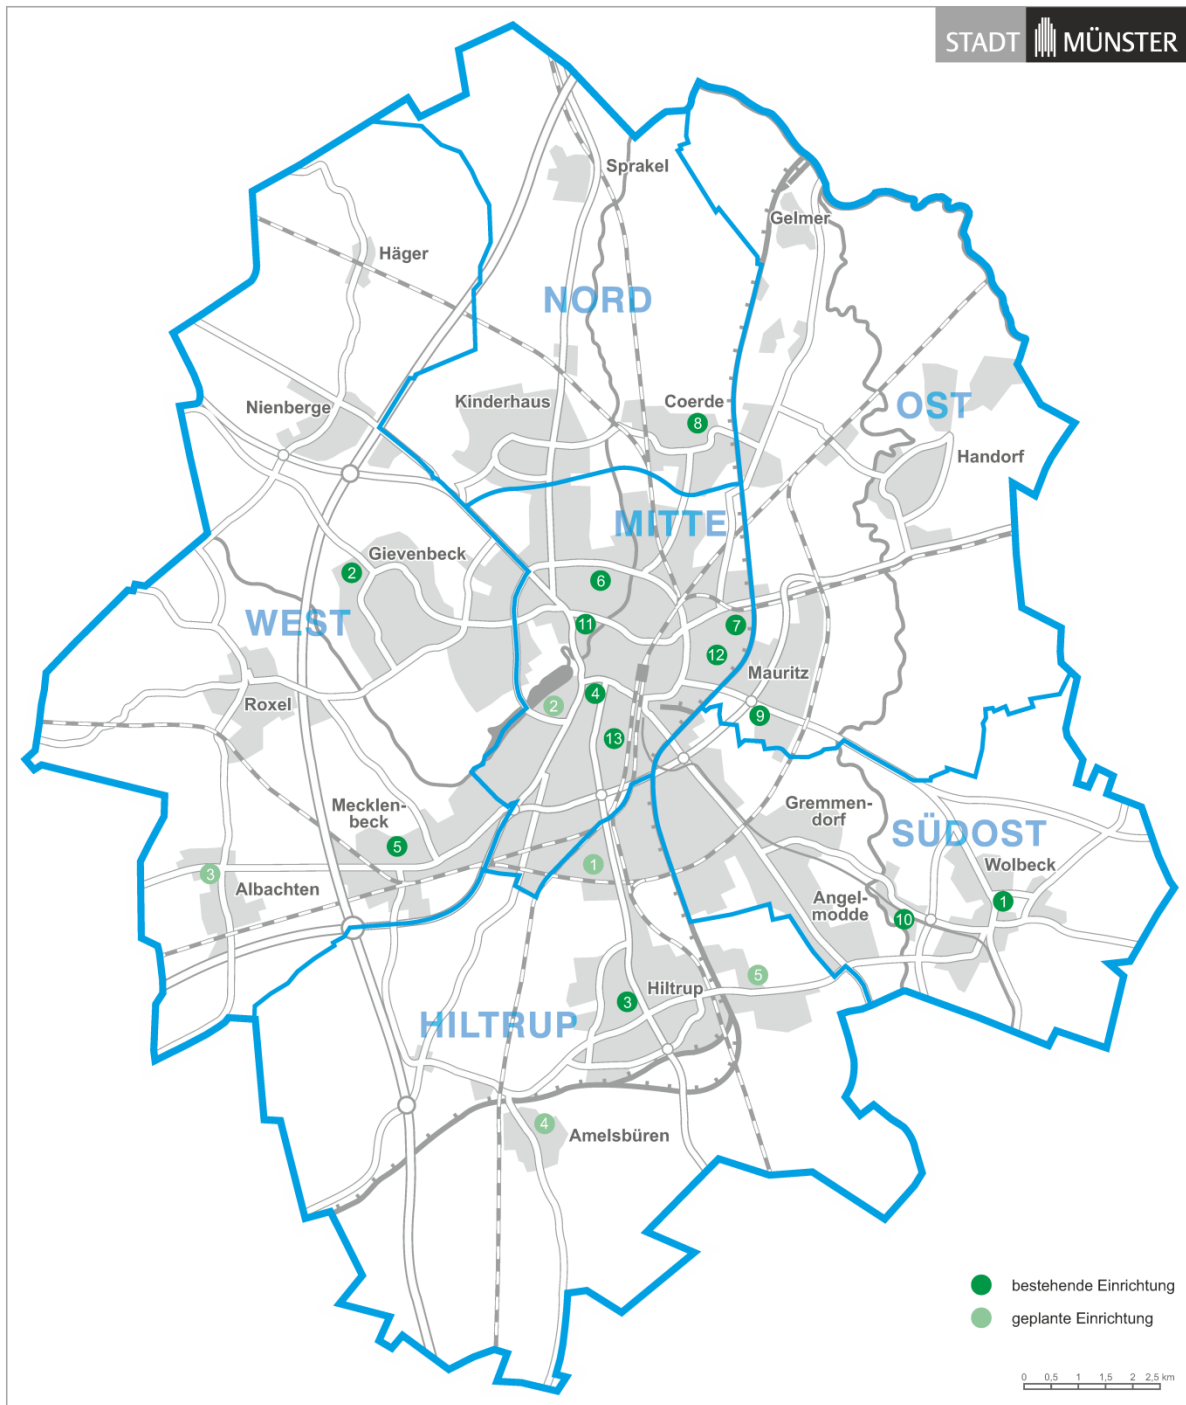 STADT MÜNSTER
Sprakel
Gelmer
Häger
NORD
Kinderhaus
Coerde
Nienberge
8
OST
Handorf
MITTE
Gievenbeck
2
6
WEST
11
7
12
Mauritz
Roxel
4
2
9
13
Mecklen-
beck
Gremmen-
dorf
SÜDOST
5
1
Wolbeck
3
Albachten
Angel-
modde
1
10
5
Hiltrup
3
HILTRUP
4
Amelsbüren
bestehende Einrichtung
geplante Einrichtung
0 0,5 1 1,5 2 2,5 km